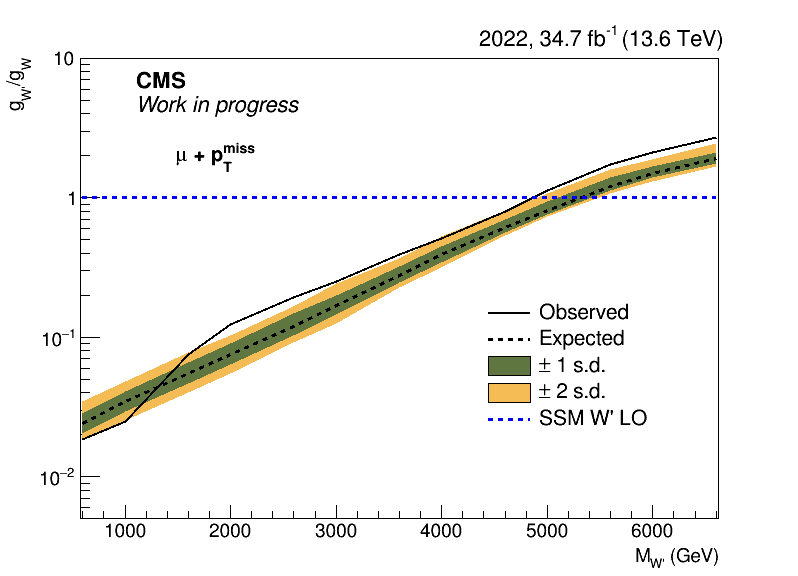 2022, 34.7 fb⁻¹ (13.6 TeV)
g_W'/g_W
CMS
Work in progress
μ + p_T^miss
10
1
10⁻¹
10⁻²
Observed
Expected
± 1 s.d.
± 2 s.d.
SSM W' LO
1000 2000 3000 4000 5000 6000
M_W' (GeV)